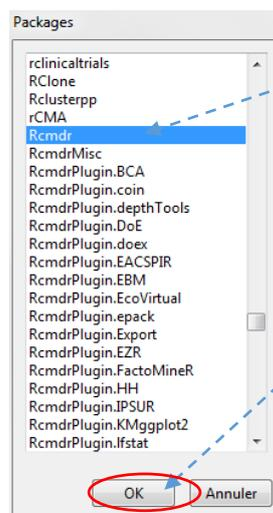 Packages
rclinicaltrials
RClone
Rclusterpp
rCMA
Rcmdr
RcmdrMisc
RcmdrPlugin.BCA
RcmdrPlugin.coin
RcmdrPlugin.depthTools
RcmdrPlugin.DoE
RcmdrPlugin.doex
RcmdrPlugin.EACSPIR
RcmdrPlugin.EBM
RcmdrPlugin.EcoVirtual
RcmdrPlugin.epack
RcmdrPlugin.Export
RcmdrPlugin.EZR
RcmdrPlugin.FactoMineR
RcmdrPlugin.HH
RcmdrPlugin.IPSUR
RcmdrPlugin.KMggplot2
RcmdrPlugin.lfstat
OK Annuler